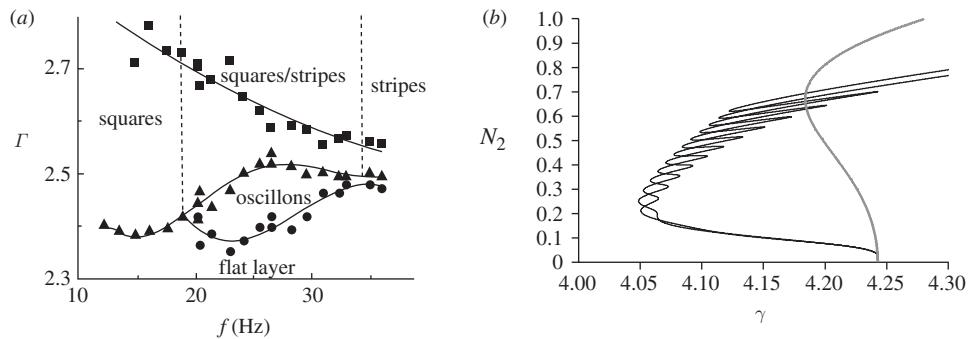 (a)
2.7
2.5
2.3
Γ
squares/stripes
stripes
squares
oscillons
flat layer
10
20
30
40
f (Hz)
(b)
1.0
0.9
0.8
0.7
0.6
0.5
0.4
0.3
0.2
0.1
0
N2
4.00
4.05
4.10
4.15
4.20
4.25
4.30
γ